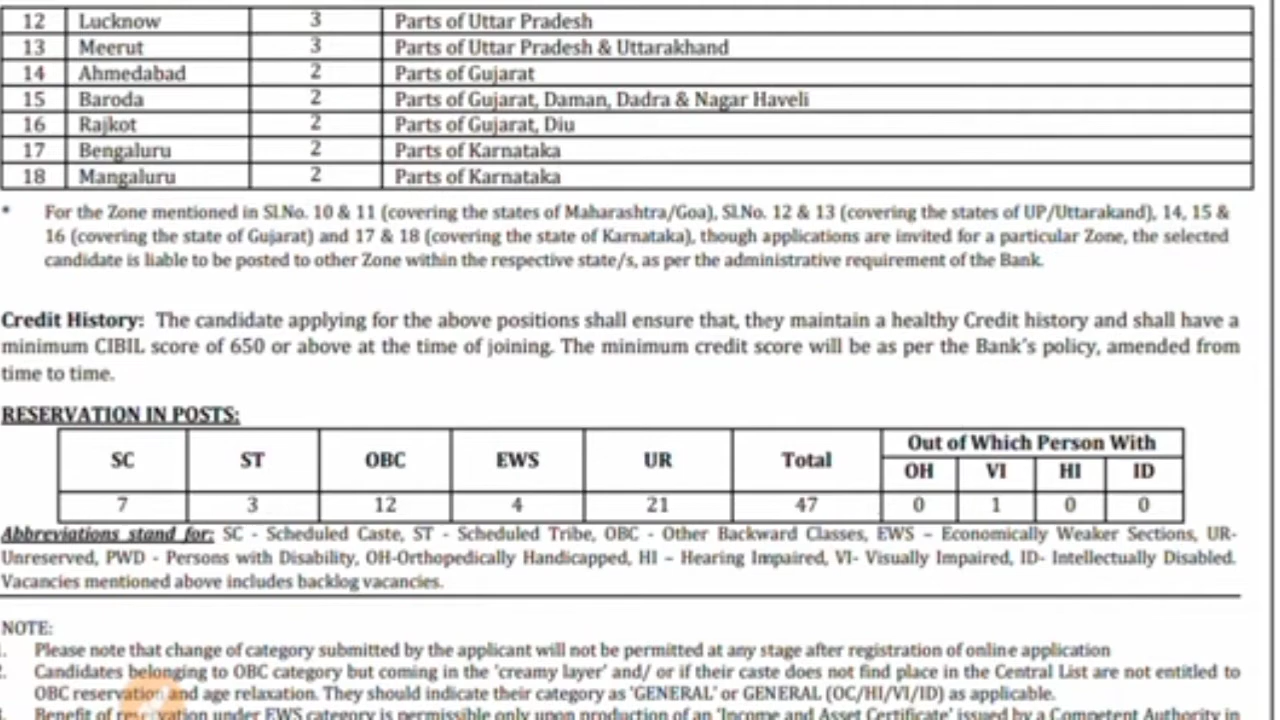 12 Lucknow 3 Parts of Uttar Pradesh
13 Meerut 3 Parts of Uttar Pradesh & Uttarakhand
14 Ahmedabad 2 Parts of Gujarat
15 Baroda 2 Parts of Gujarat, Daman, Dadra & Nagar Haveli
16 Rajkot 2 Parts of Gujarat, Diu
17 Bengaluru 2 Parts of Karnataka
18 Mangaluru 2 Parts of Karnataka
* For the Zone mentioned in Sl.No. 10 & 11 (covering the states of Maharashtra/Goa), Sl.No. 12 & 13 (covering the states of UP/Uttarakand), 14, 15 &
16 (covering the state of Gujarat) and 17 & 18 (covering the state of Karnataka), though applications are invited for a particular Zone, the selected
candidate is liable to be posted to other Zone within the respective state/s, as per the administrative requirement of the Bank.
Credit History: The candidate applying for the above positions shall ensure that, they maintain a healthy Credit history and shall have a
minimum CIBIL score of 650 or above at the time of joining. The minimum credit score will be as per the Bank's policy, amended from
time to time.
RESERVATION IN POSTS:
SC ST OBC EWS UR Total Out of Which Person With
OH VI HI ID
7 3 12 4 21 47 0 1 0 0
Abbreviations stand for: SC - Scheduled Caste, ST - Scheduled Tribe, OBC - Other Backward Classes, EWS – Economically Weaker Sections, UR-
Unreserved, PWD - Persons with Disability, OH-Orthopedically Handicapped, HI – Hearing Impaired, VI- Visually Impaired, ID- Intellectually Disabled.
Vacancies mentioned above includes backlog vacancies.
NOTE:
Please note that change of category submitted by the applicant will not be permitted at any stage after registration of online application
Candidates belonging to OBC category but coming in the 'creamy layer' and/ or if their caste does not find place in the Central List are not entitled to
OBC reservation and age relaxation. They should indicate their category as 'GENERAL' or GENERAL (OC/HI/VI/ID) as applicable.
Benefit of reservation under EWS category is permissible only upon production of an 'Income and Asset Certificate' issued by a Competent Authority in